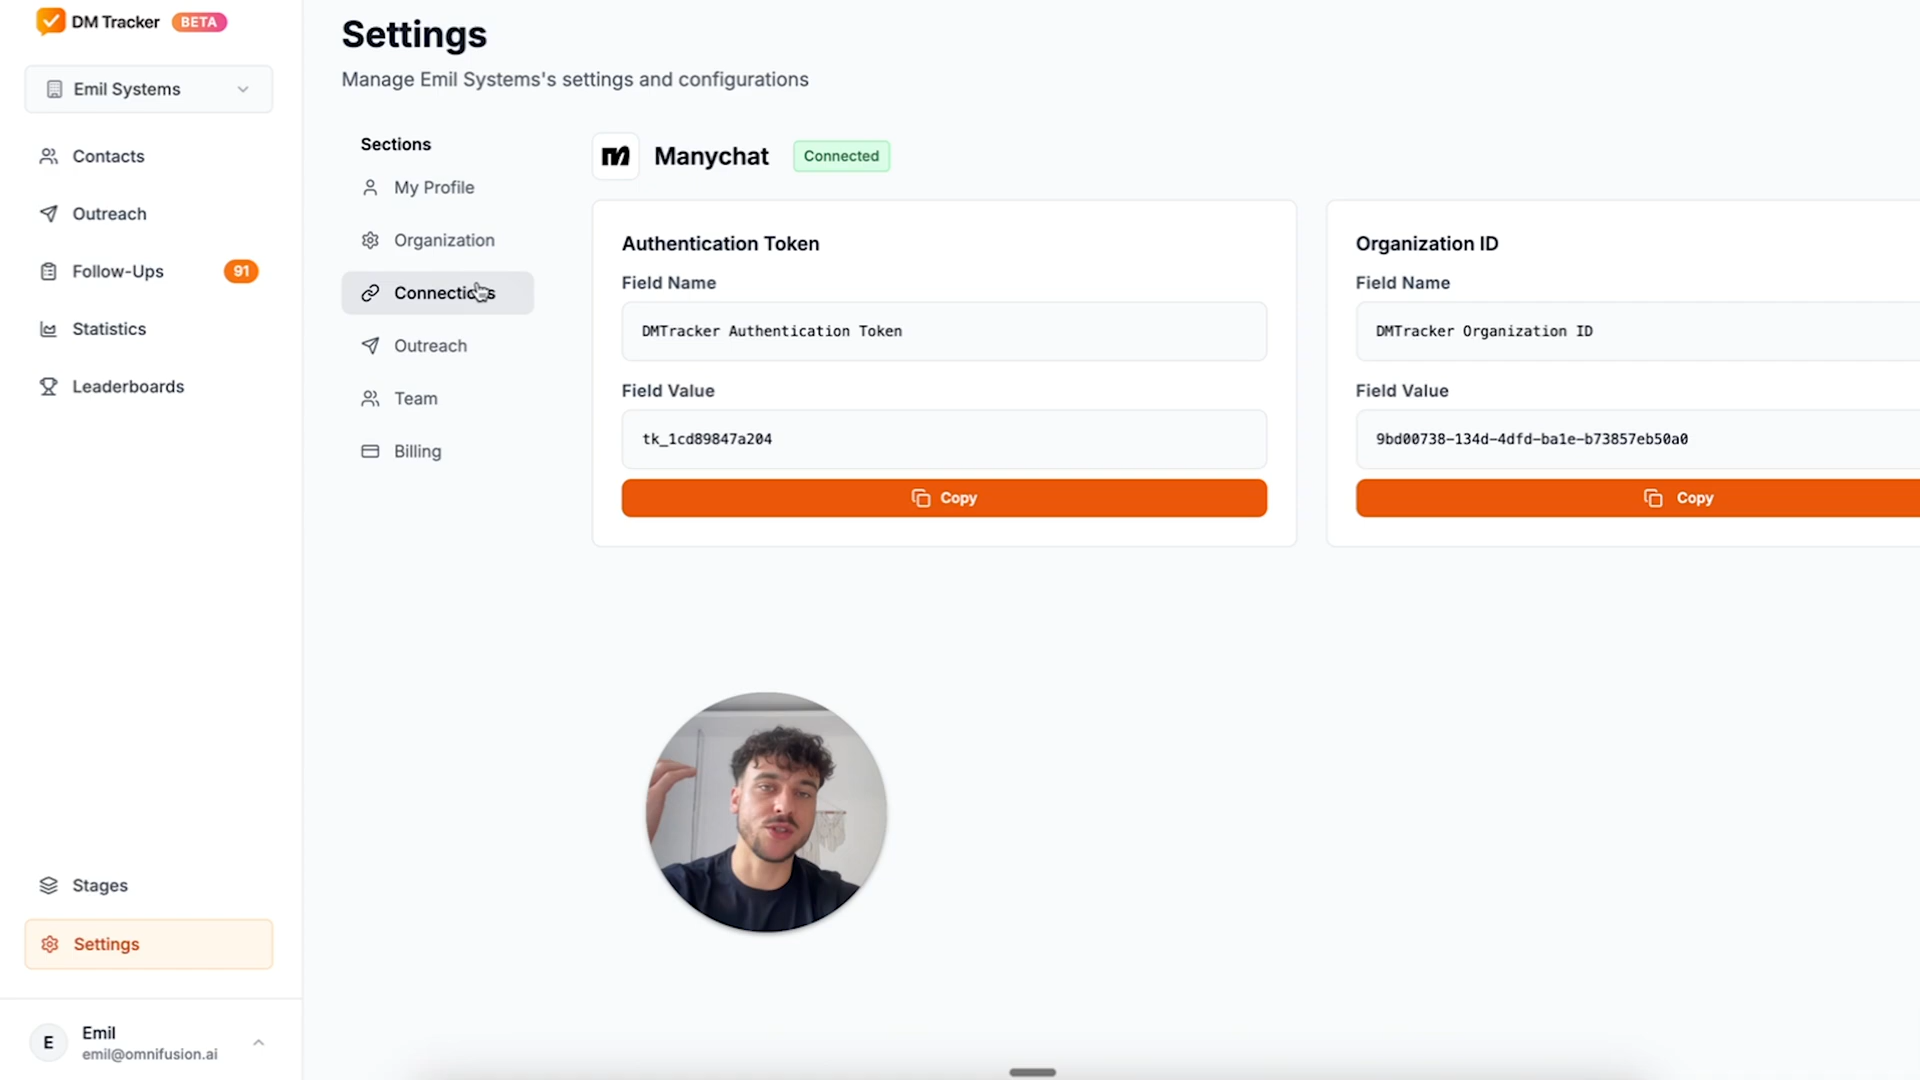 DM Tracker BETA
Emil Systems
Contacts
Outreach
Follow-Ups 91
Statistics
Leaderboards
Stages
Settings
E
Emil
emil@omnifusion.ai
Settings
Manage Emil Systems's settings and configurations
Sections
My Profile
Organization
Connections
Outreach
Team
Billing
Manychat Connected
Authentication Token
Field Name
DMTracker Authentication Token
Field Value
tk_1cd89847a204
Copy
Organization ID
Field Name
DMTracker Organization ID
Field Value
9bd00738-134d-4dfd-ba1e-b73857eb50a0
Copy